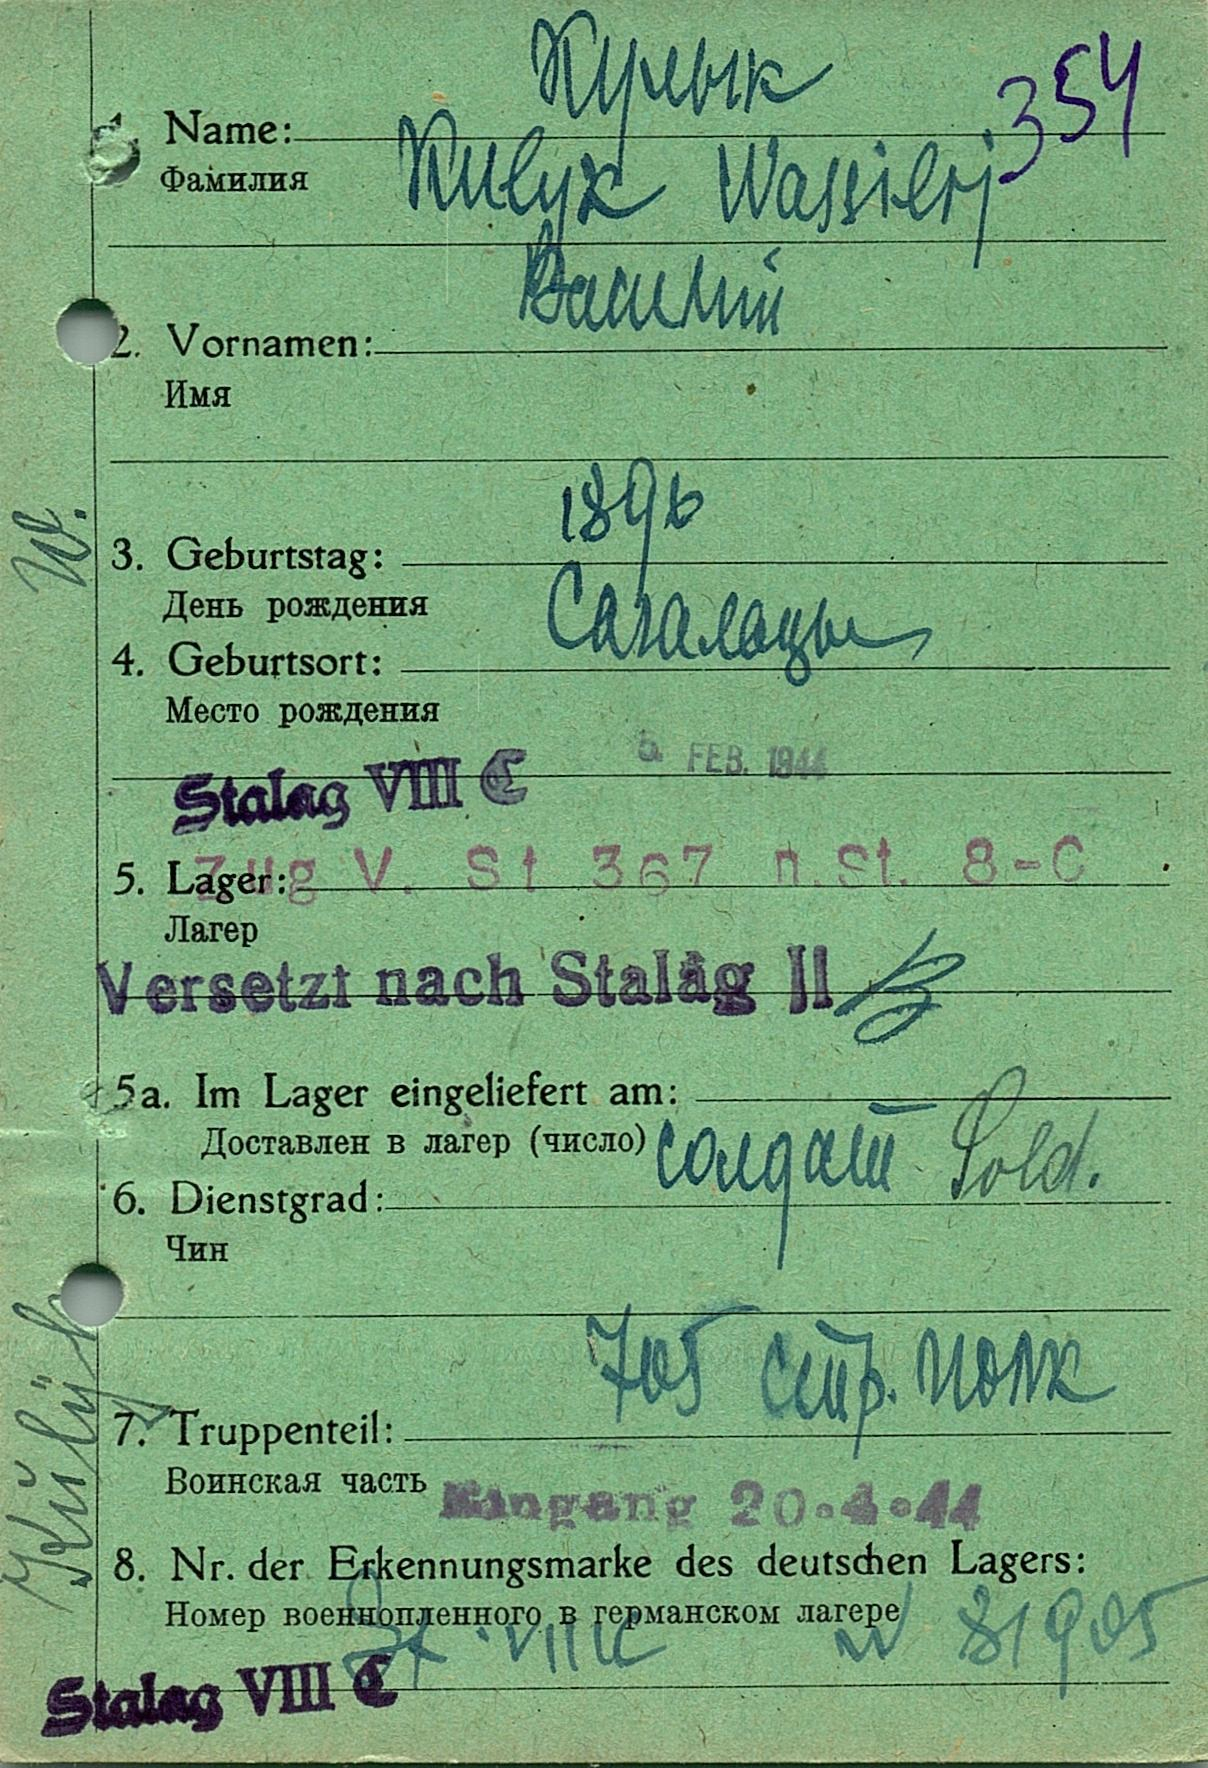 Кулык
354
1. Name:
Kulyk Wassilij
Фамилия
Василий
2. Vornamen:
Имя
1896
3. Geburtstag:
День рождения
W.
4. Geburtsort:
Место рождения
5. FEB. 1944
Stalag VIII C
Zug V. St 367 n.St. 8-C
5. Lager:
Лагер
Versetzt nach Stalag II B
5a. Im Lager eingeliefert am:
Доставлен в лагер (число)
солдат Sold.
6. Dienstgrad:
Чин
705 стр. полк
7. Truppenteil:
Воинская часть
Eingang 20.4.44
8. Nr. der Erkennungsmarke des deutschen Lagers:
Номер военнопленного в германском лагере
St. VIII C N 81905
Stalag VIII C